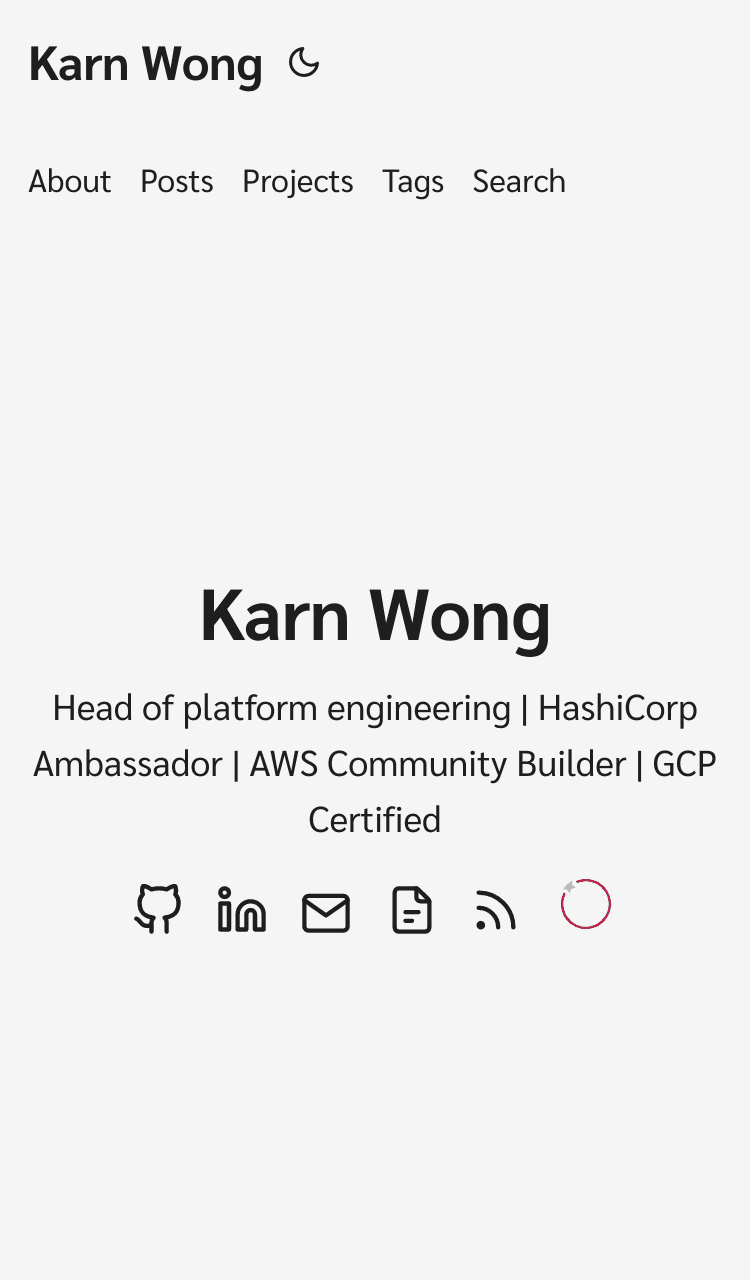 Karn Wong
About Posts Projects Tags Search
Karn Wong
Head of platform engineering | HashiCorp
Ambassador | AWS Community Builder | GCP
Certified